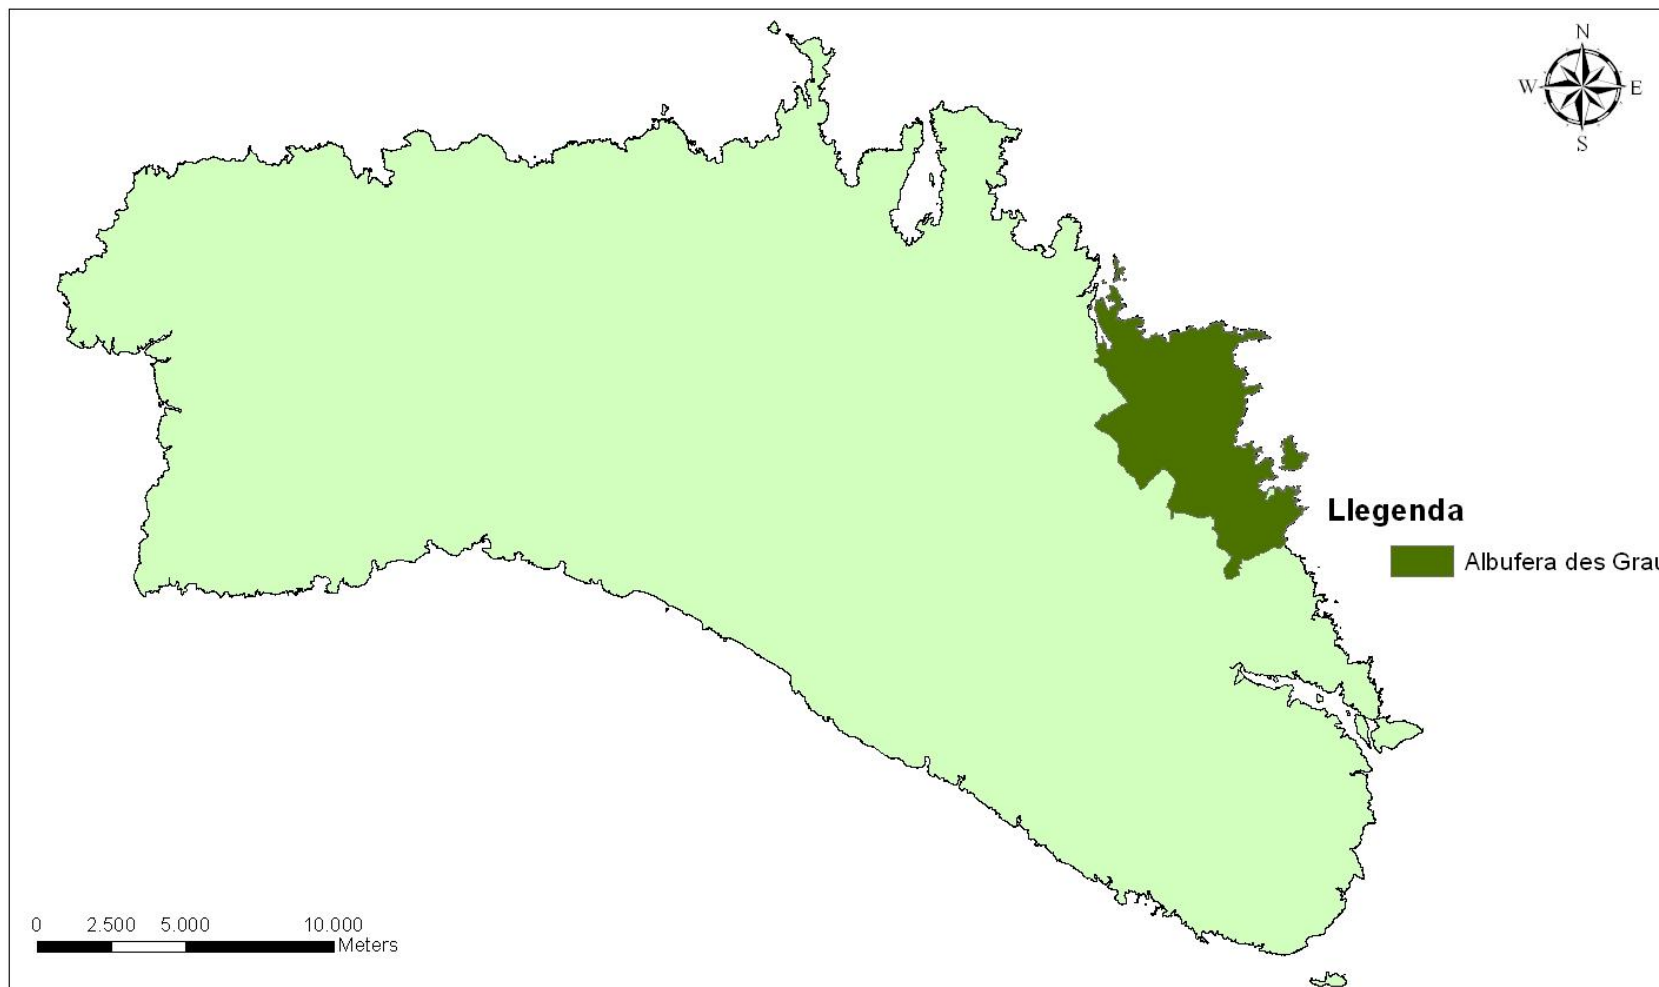 N
W E
S
Llegenda
Albufera des Grau
0 2.500 5.000 10.000
Meters